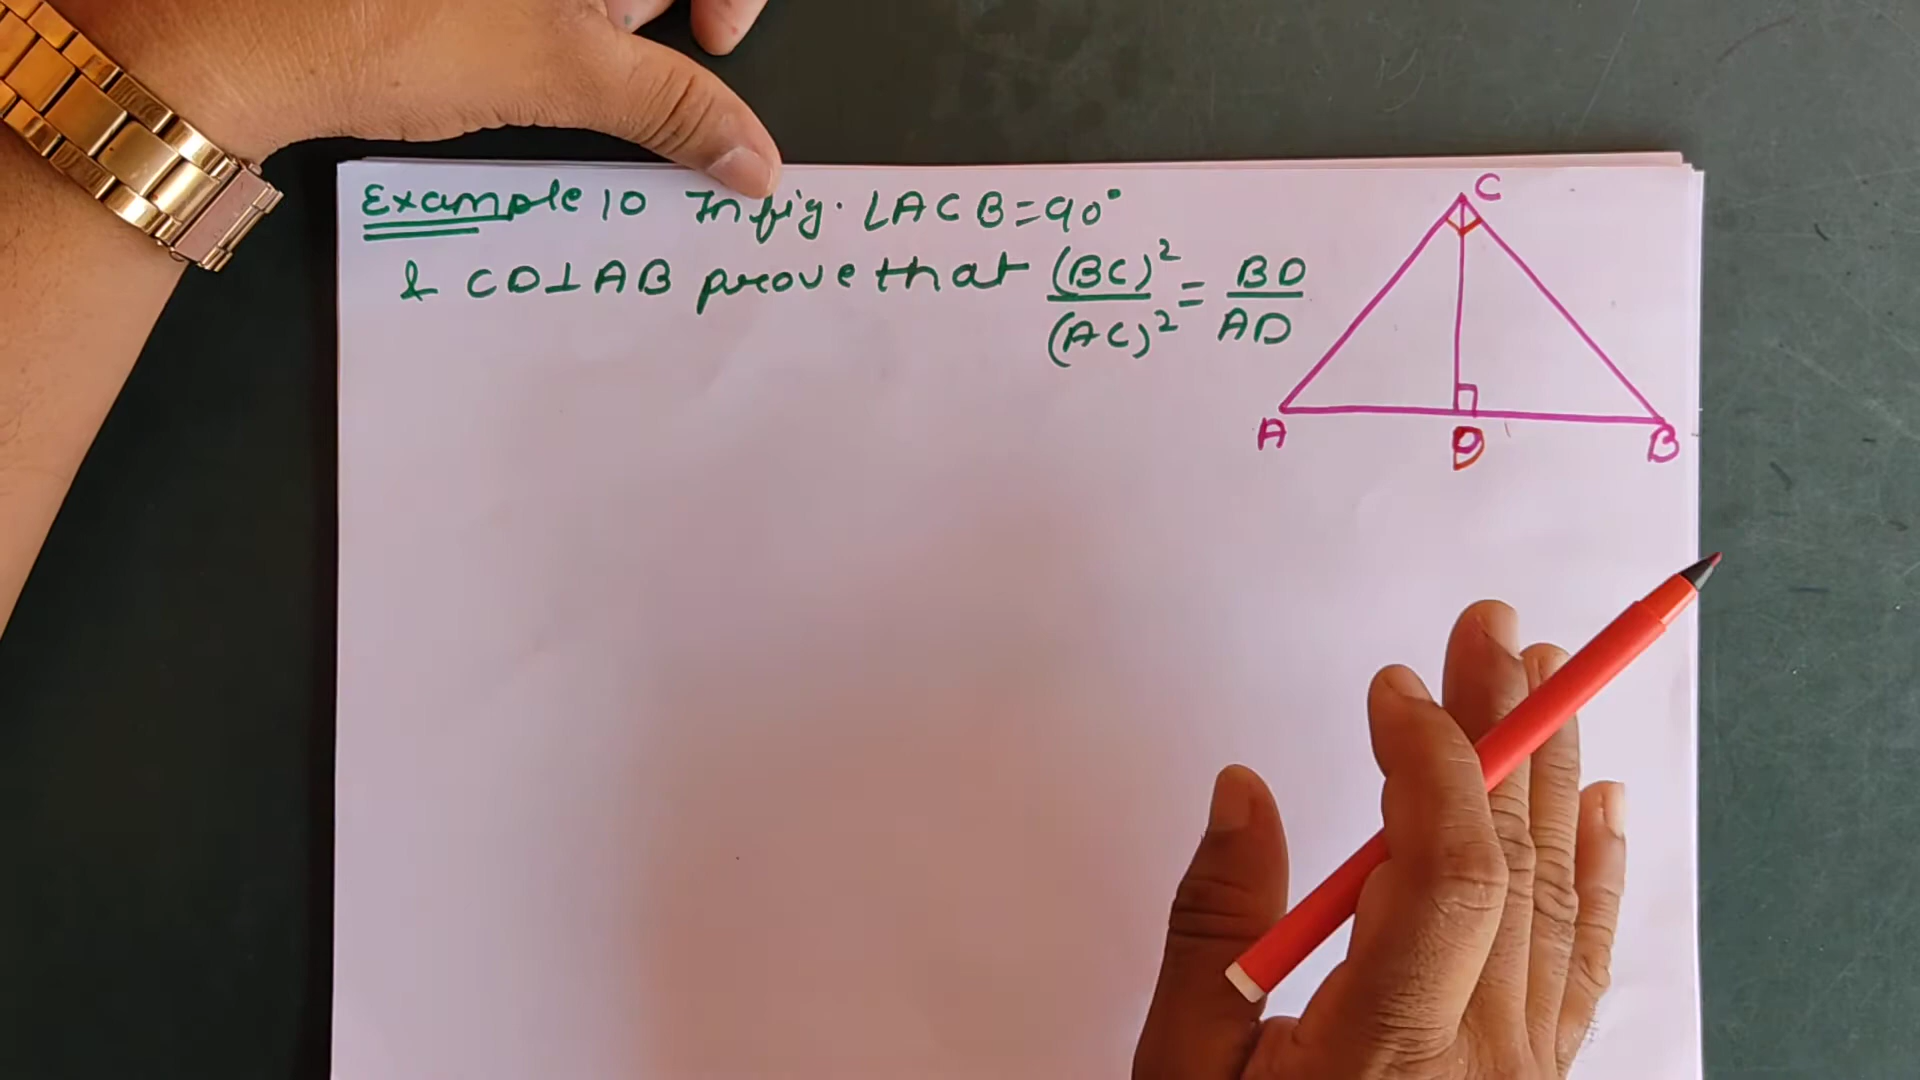 Example 10 In fig. ∠ACB=90°
& CD⊥AB prove that (BC)²/(AC)² = BD/AD
C
A D B